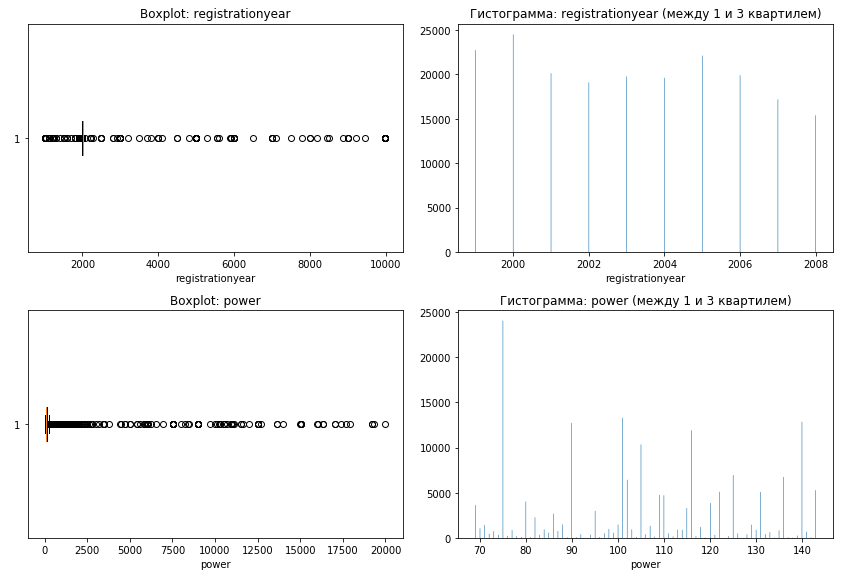 Boxplot: registrationyear
1
2000 4000 6000 8000 10000
registrationyear
Гистограмма: registrationyear (между 1 и 3 квартилем)
25000
20000
15000
10000
5000
0
2000 2002 2004 2006 2008
registrationyear
Boxplot: power
1
0 2500 5000 7500 10000 12500 15000 17500 20000
power
Гистограмма: power (между 1 и 3 квартилем)
25000
20000
15000
10000
5000
0
70 80 90 100 110 120 130 140
power